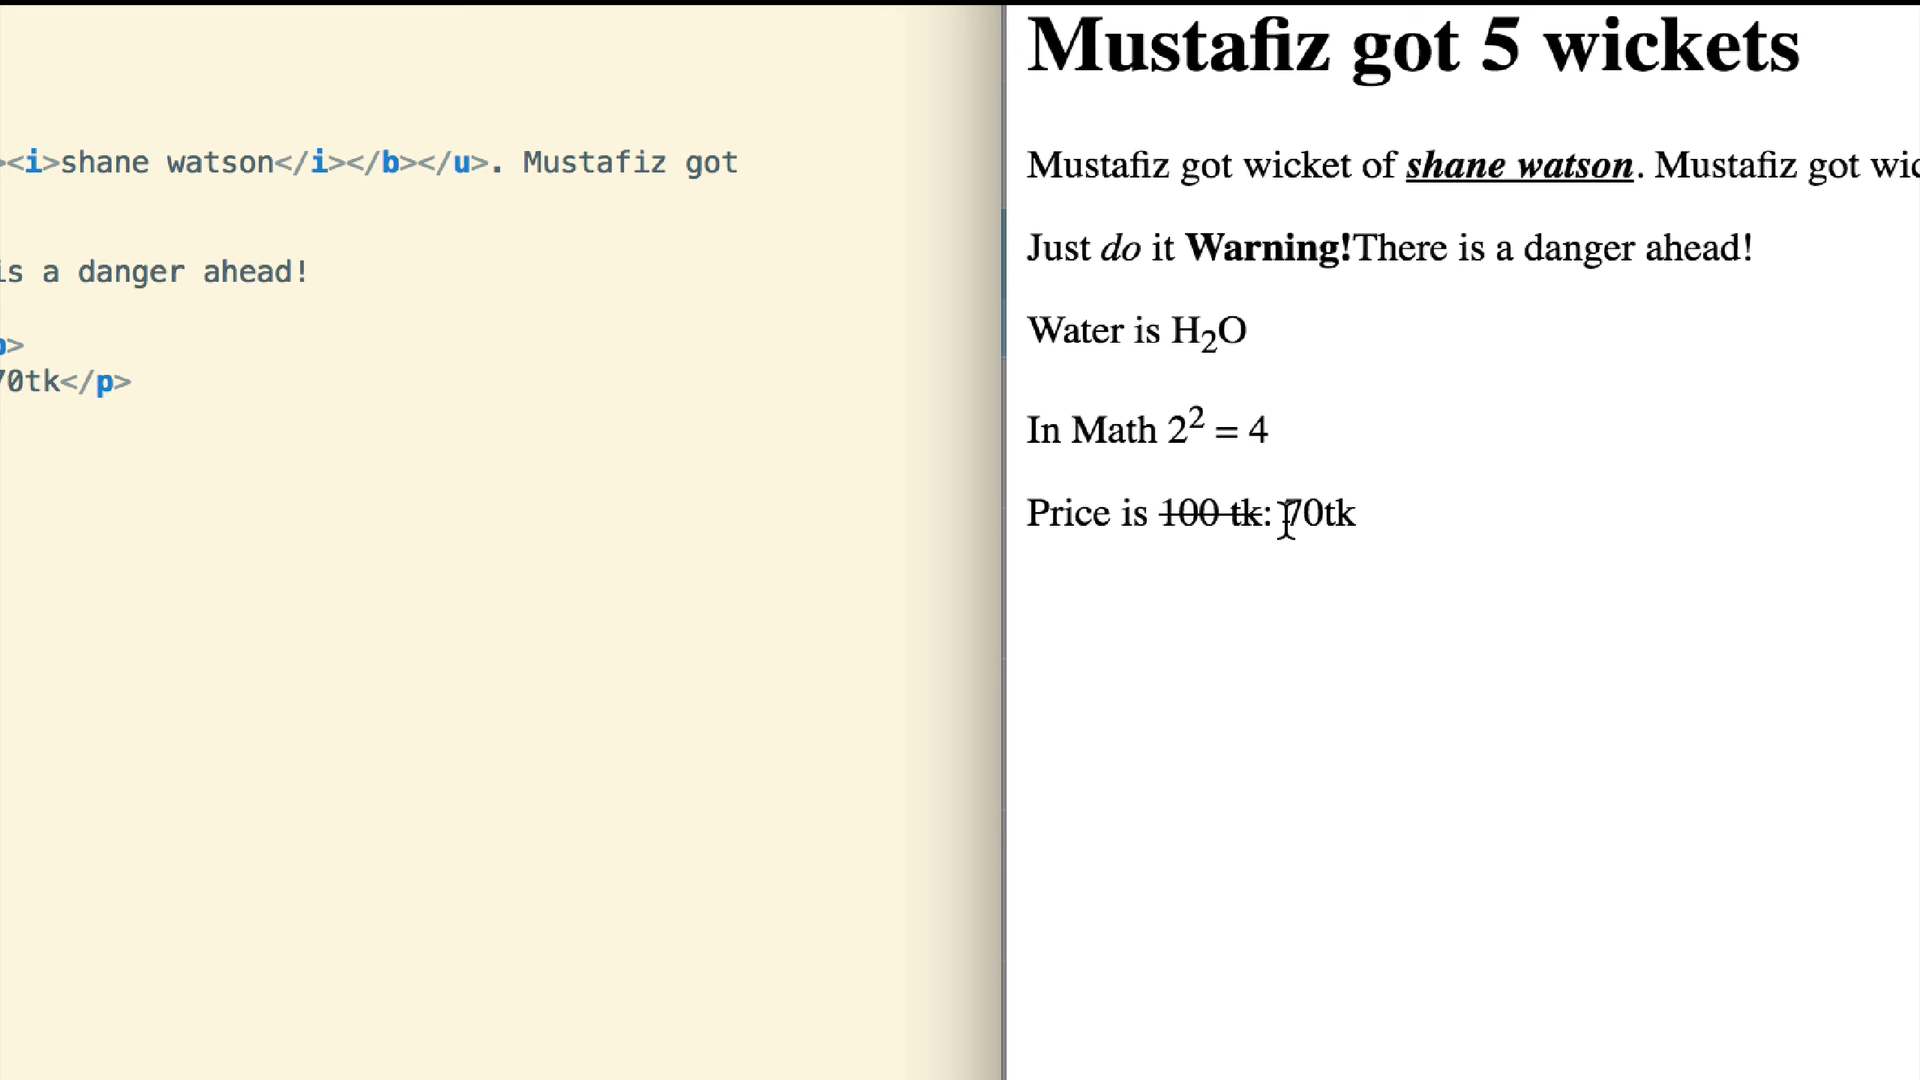 ><i>shane watson</i></b></u>. Mustafiz got
is a danger ahead!
p>
70tk</p>
Mustafiz got 5 wickets
Mustafiz got wicket of shane watson. Mustafiz got wic
Just do it Warning!There is a danger ahead!
Water is H₂O
In Math 2² = 4
Price is 100 tk: 70tk